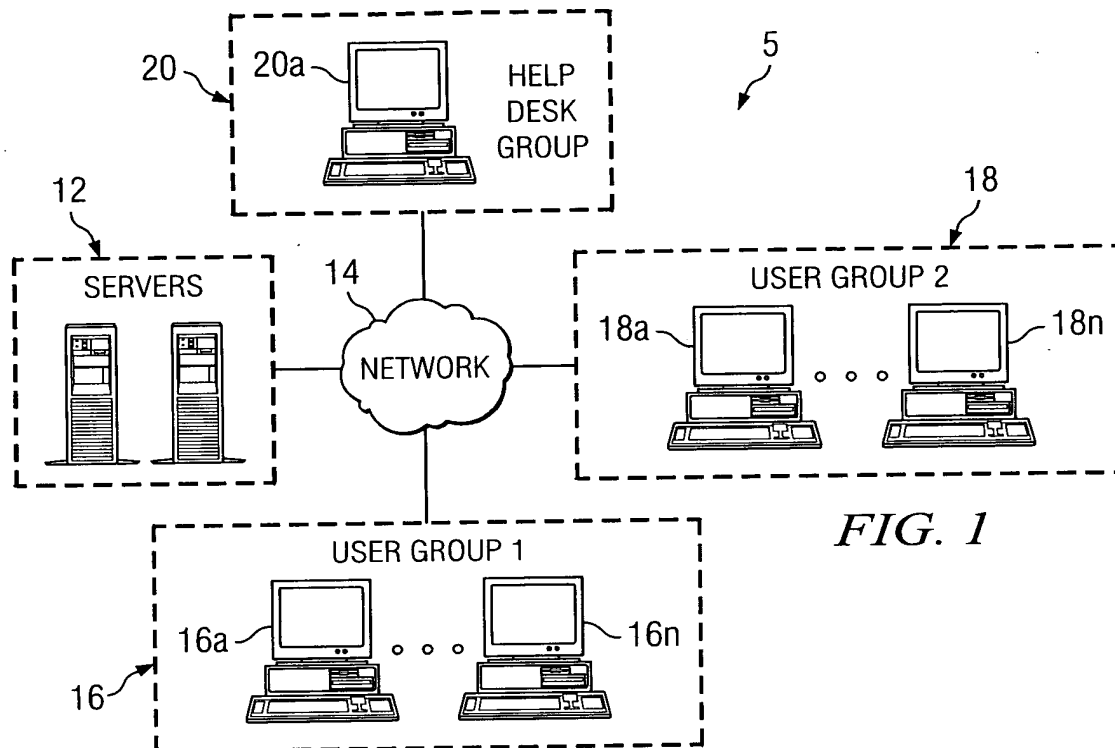 20
20a
HELP
DESK
GROUP
5
12
SERVERS
14
NETWORK
18
USER GROUP 2
18a
18n
FIG. 1
USER GROUP 1
16a
16n
16